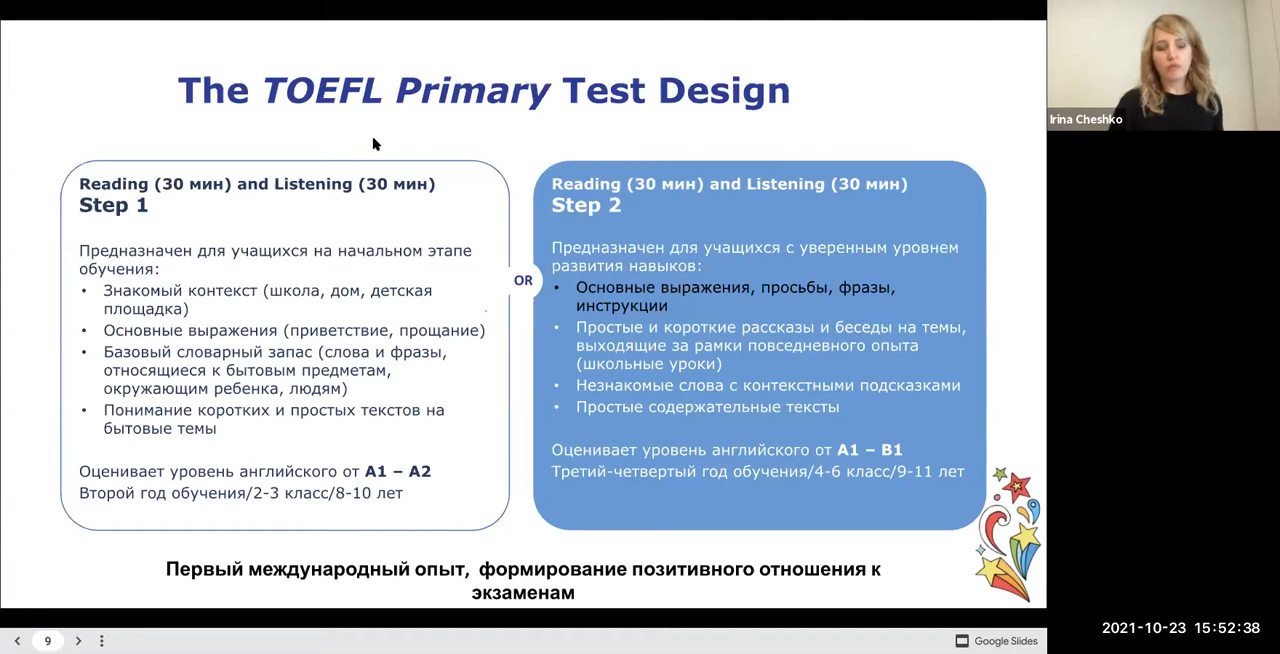 The TOEFL Primary Test Design
Reading (30 мин) and Listening (30 мин)
Step 1
Предназначен для учащихся на начальном этапе
обучения:
• Знакомый контекст (школа, дом, детская
площадка)
• Основные выражения (приветствие, прощание)
• Базовый словарный запас (слова и фразы,
относящиеся к бытовым предметам,
окружающим ребенка, людям)
• Понимание коротких и простых текстов на
бытовые темы
Оценивает уровень английского от A1 – A2
Второй год обучения/2-3 класс/8-10 лет
OR
Reading (30 мин) and Listening (30 мин)
Step 2
Предназначен для учащихся с уверенным уровнем
развития навыков:
• Основные выражения, просьбы, фразы,
инструкции
• Простые и короткие рассказы и беседы на темы,
выходящие за рамки повседневного опыта
(школьные уроки)
• Незнакомые слова с контекстными подсказками
• Простые содержательные тексты
Оценивает уровень английского от A1 – B1
Третий-четвертый год обучения/4-6 класс/9-11 лет
Первый международный опыт, формирование позитивного отношения к
экзаменам
Irina Cheshko
9
Google Slides
2021-10-23 15:52:38